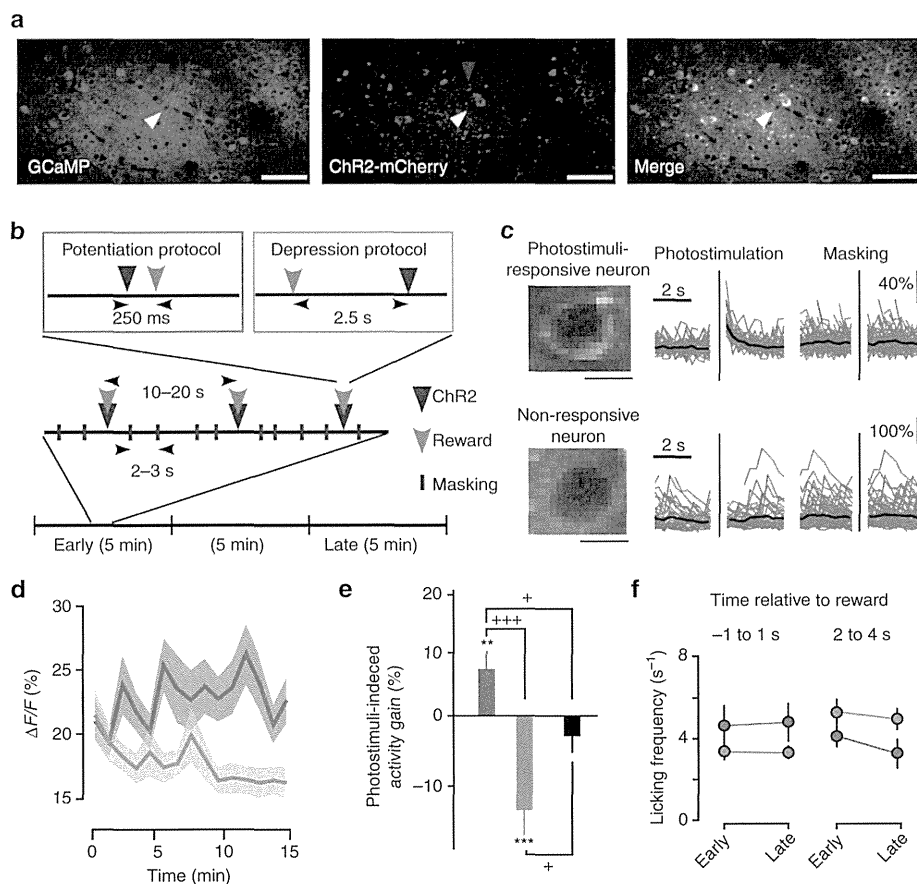 a
GCaMP
ChR2-mCherry
Merge
b
Potentiation protocol
250 ms
Depression protocol
2.5 s
10–20 s
2–3 s
ChR2
Reward
Masking
Early (5 min)
(5 min)
Late (5 min)
c
Photostimuli-
responsive neuron
Photostimulation
Masking
2 s
40%
Non-responsive
neuron
2 s
100%
d
ΔF/F (%)
30
25
20
15
0
5
10
15
Time (min)
e
Photostimuli-indeced
activity gain (%)
20
10
0
−10
+
+++
**
***
+
f
Time relative to reward
−1 to 1 s
2 to 4 s
Licking frequency (s⁻¹)
8
4
0
Early
Late
Early
Late